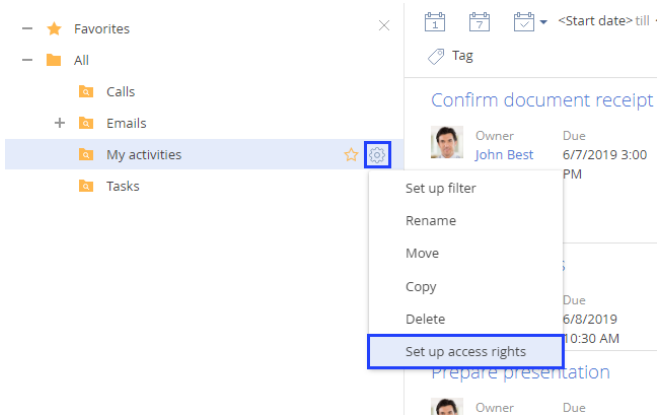 Favorites
All
Calls
Emails
My activities
Tasks
Set up filter
Rename
Move
Copy
Delete
Set up access rights
1
7
<Start date> till
Tag
Confirm document receipt
Owner Due
John Best 6/7/2019 3:00
PM
s
Due
6/8/2019
10:30 AM
Prepare presentation
Owner Due